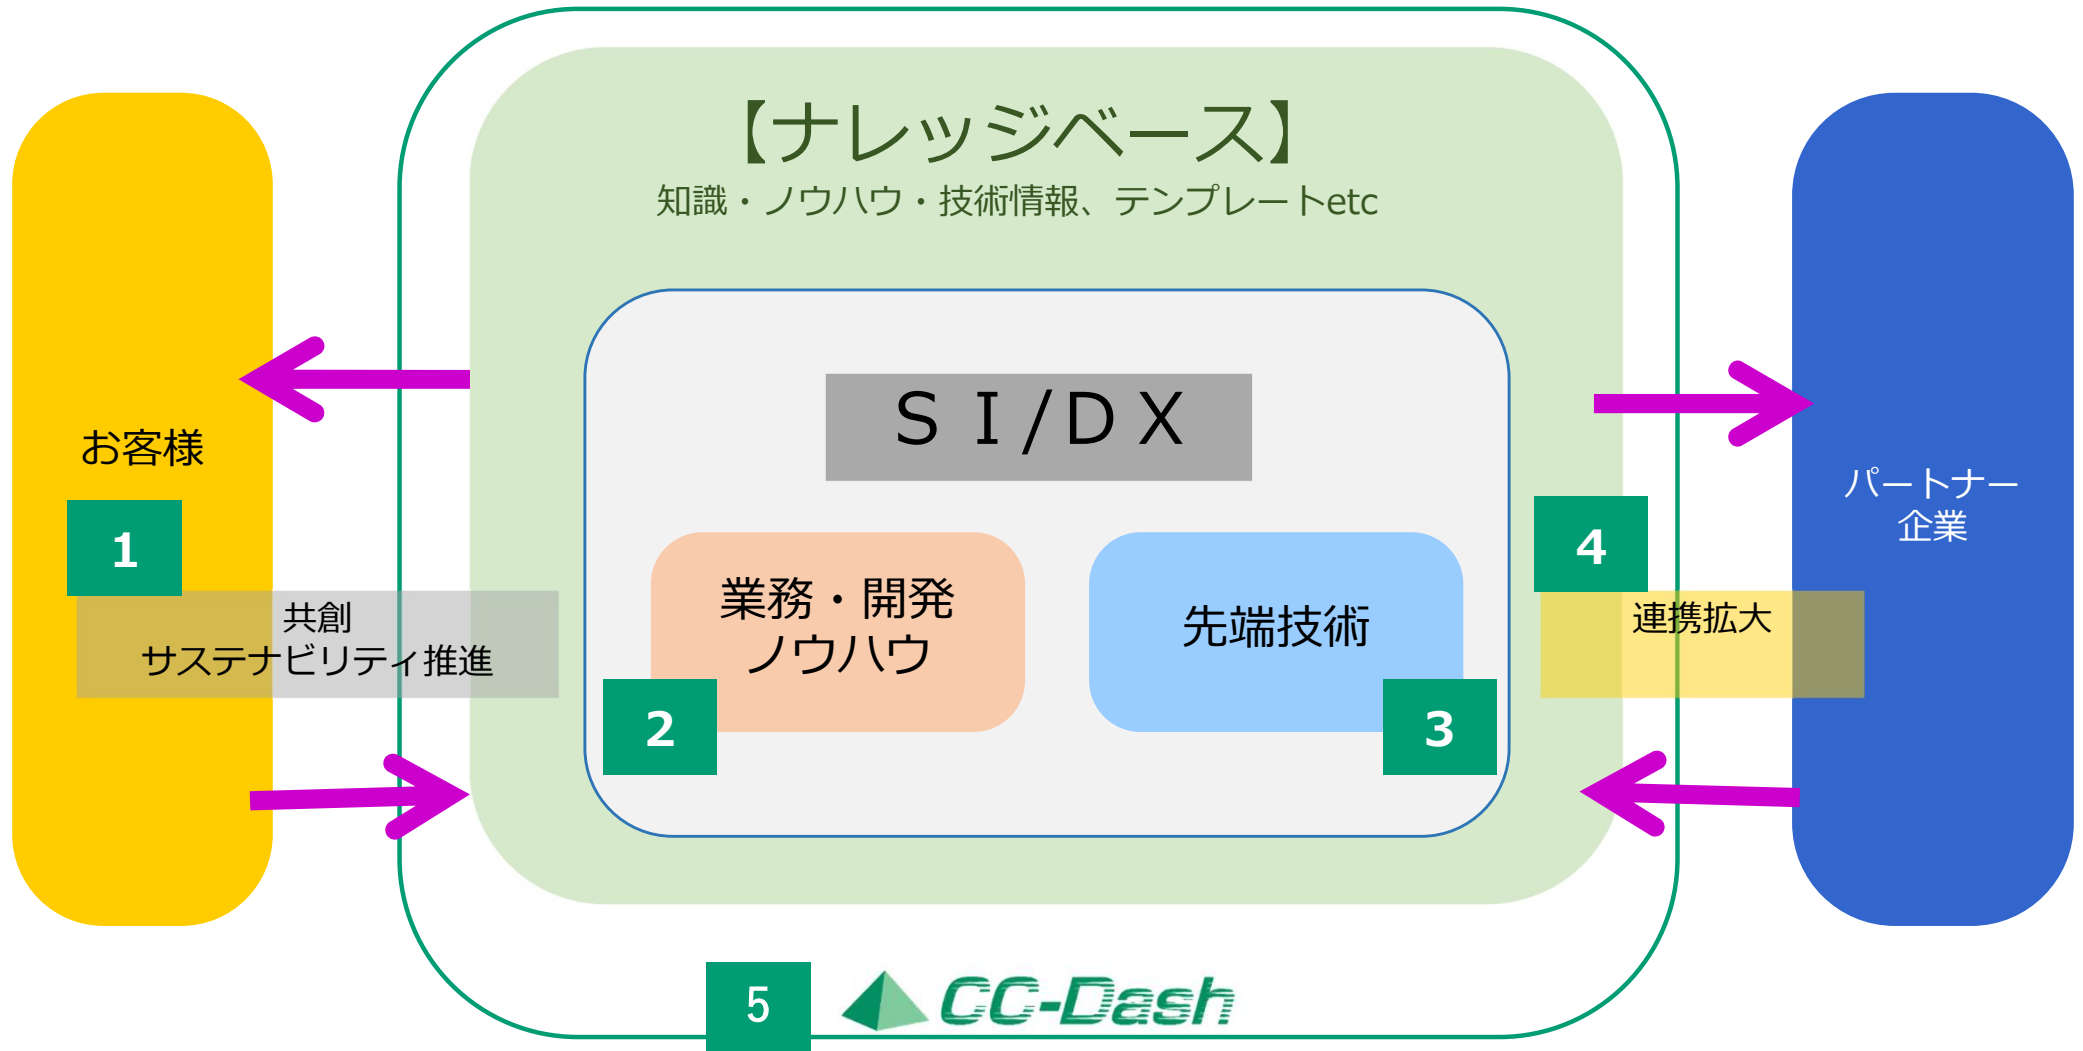 【ナレッジベース】
知識・ノウハウ・技術情報、テンプレートetc
ＳＩ/ＤＸ
お客様
1
共創
サステナビリティ推進
業務・開発
ノウハウ
2
先端技術
3
4
連携拡大
パートナー
企業
5
CC-Dash